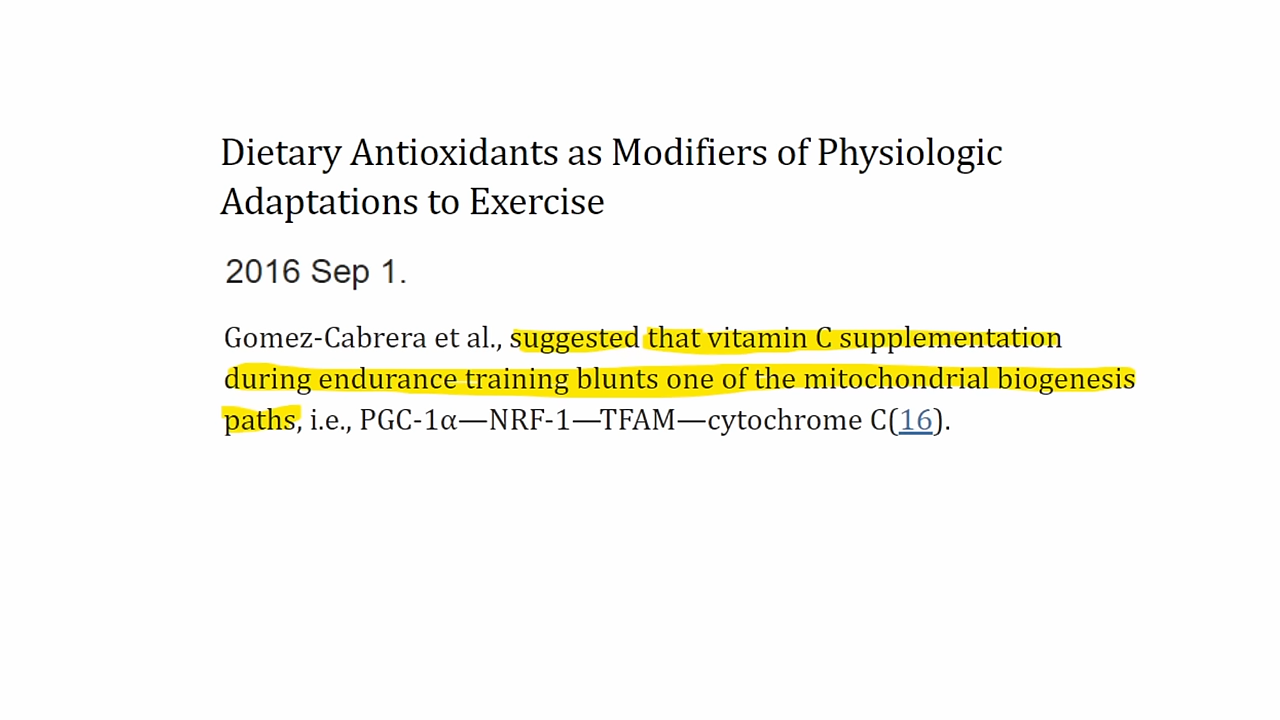 Dietary Antioxidants as Modifiers of Physiologic
Adaptations to Exercise
2016 Sep 1.
Gomez-Cabrera et al., suggested that vitamin C supplementation
during endurance training blunts one of the mitochondrial biogenesis
paths, i.e., PGC-1α—NRF-1—TFAM—cytochrome C(16).